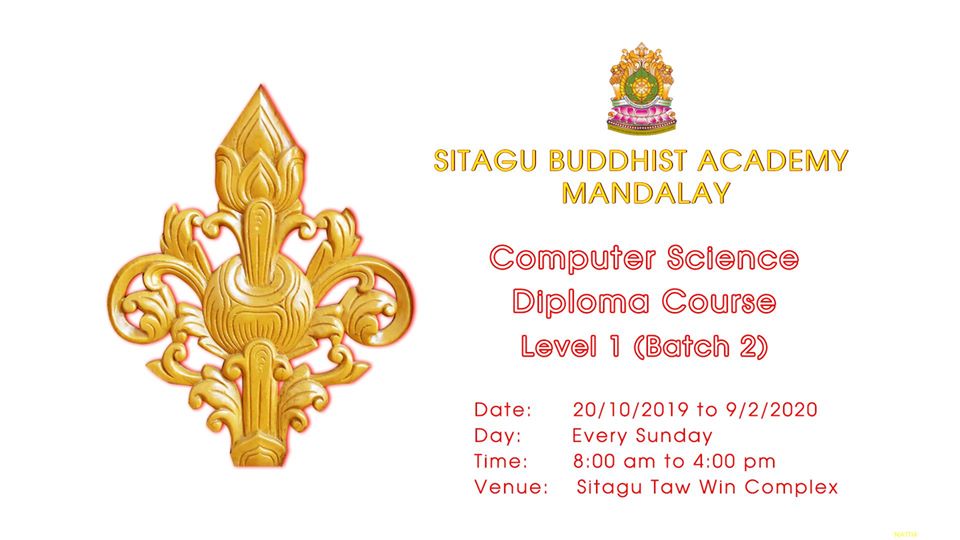 SITAGU BUDDHIST ACADEMY
MANDALAY
Computer Science
Diploma Course
Level 1 (Batch 2)
Date: 20/10/2019 to 9/2/2020
Day: Every Sunday
Time: 8:00 am to 4:00 pm
Venue: Sitagu Taw Win Complex